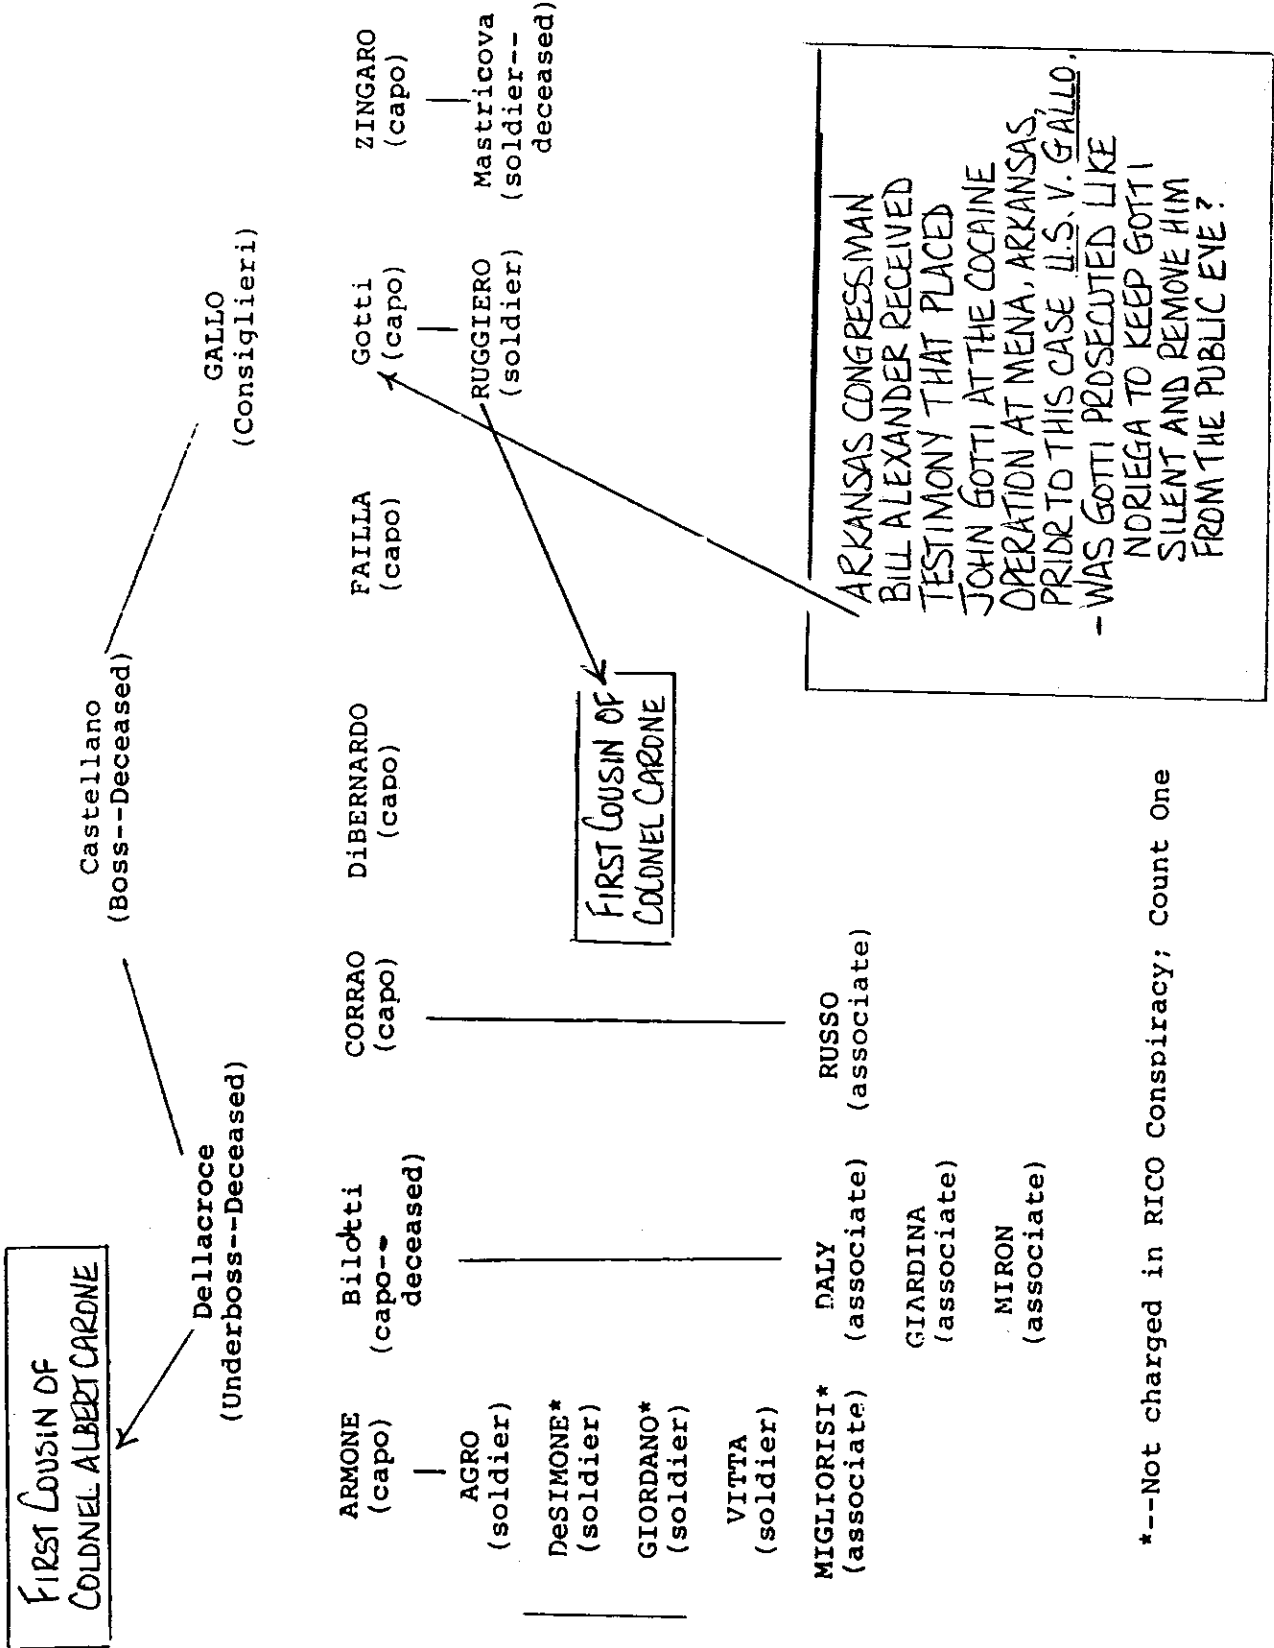 FIRST COUSIN OF
COLONEL ALBERT CARONE
Castellano
(Boss--Deceased)
Dellacroce
(Underboss--Deceased)
GALLO
(Consiglieri)
ARMONE
(capo)
AGRO
(soldier)
DeSIMONE*
(soldier)
GIORDANO*
(soldier)
VITTA
(soldier)
MIGLIORISI*
(associate)
Bilotti
(capo--
deceased)
DALY
(associate)
GIARDINA
(associate)
MIRON
(associate)
CORRAO
(capo)
RUSSO
(associate)
DiBERNARDO
(capo)
FIRST COUSIN OF
COLONEL CARONE
FAILLA
(capo)
Gotti
(capo)
RUGGIERO
(soldier)
ZINGARO
(capo)
Mastricova
(soldier--
deceased)
ARKANSAS CONGRESSMAN
BILL ALEXANDER RECEIVED
TESTIMONY THAT PLACED
JOHN GOTTI AT THE COCAINE
OPERATION AT MENA, ARKANSAS,
PRIOR TO THIS CASE U.S. V. GALLO.
- WAS GOTTI PROSECUTED LIKE
NORIEGA TO KEEP GOTTI
SILENT AND REMOVE HIM
FROM THE PUBLIC EYE?
*--Not charged in RICO Conspiracy; Count One